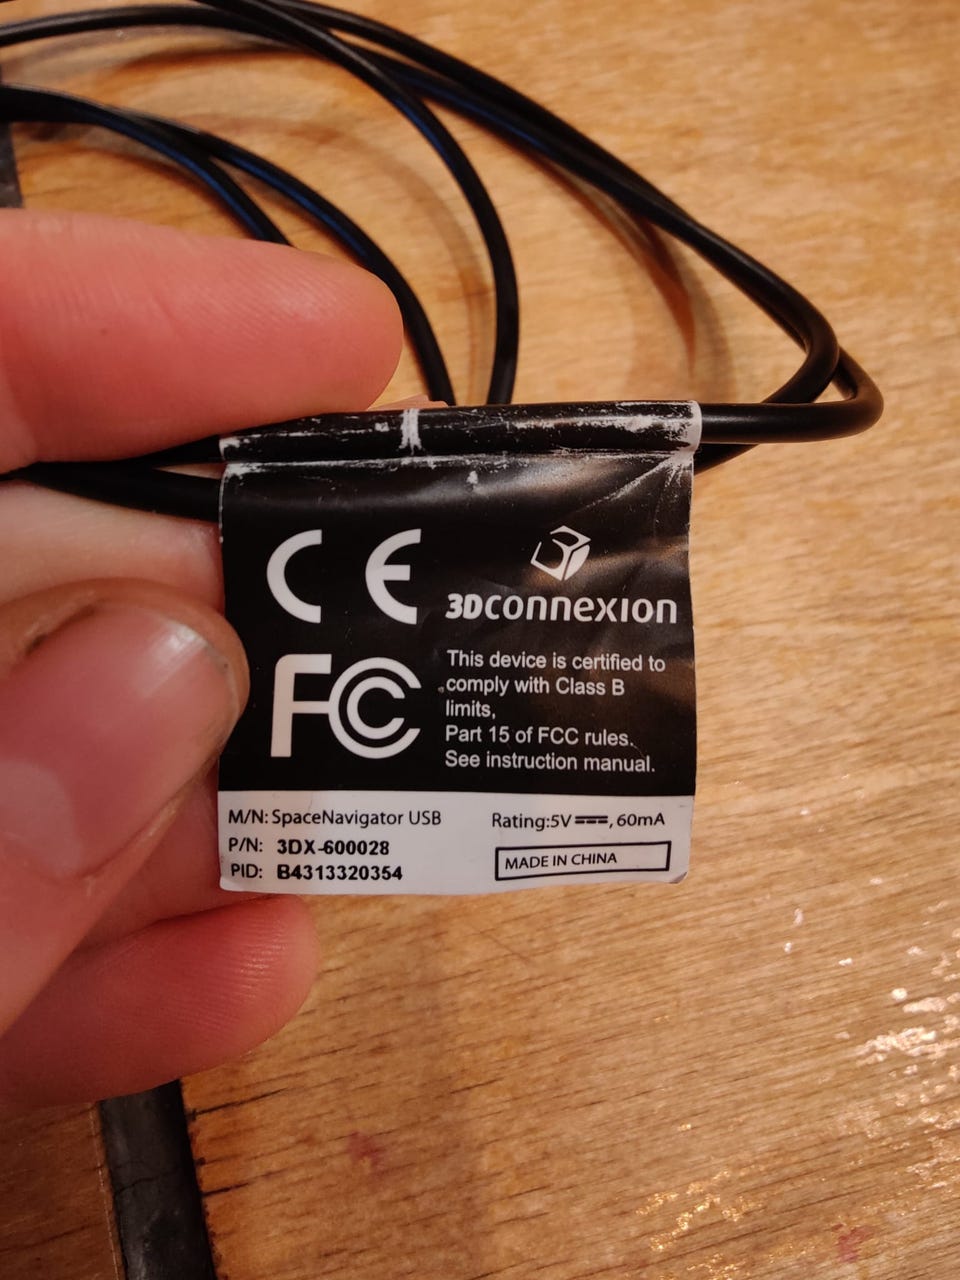 CE
3Dconnexion
FC
This device is certified to
comply with Class B
limits,
Part 15 of FCC rules.
See instruction manual.
M/N: SpaceNavigator USB
Rating:5V⎓, 60mA
P/N: 3DX-600028
MADE IN CHINA
PID: B4313320354